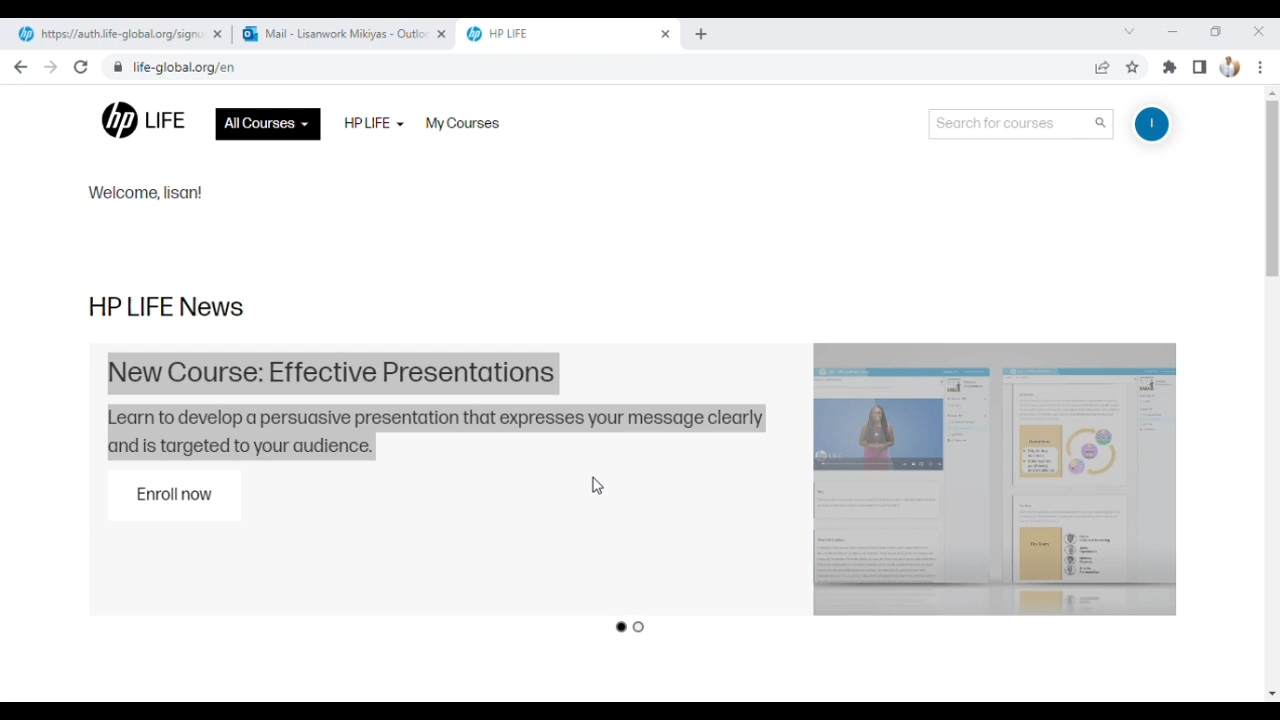 https://auth.life-global.org/signu
Mail - Lisanwork Mikiyas - Outloo
HP LIFE
life-global.org/en
hp LIFE
All Courses
HP LIFE
My Courses
Search for courses
I
Welcome, lisan!
HP LIFE News
New Course: Effective Presentations
Learn to develop a persuasive presentation that expresses your message clearly
and is targeted to your audience.
Enroll now